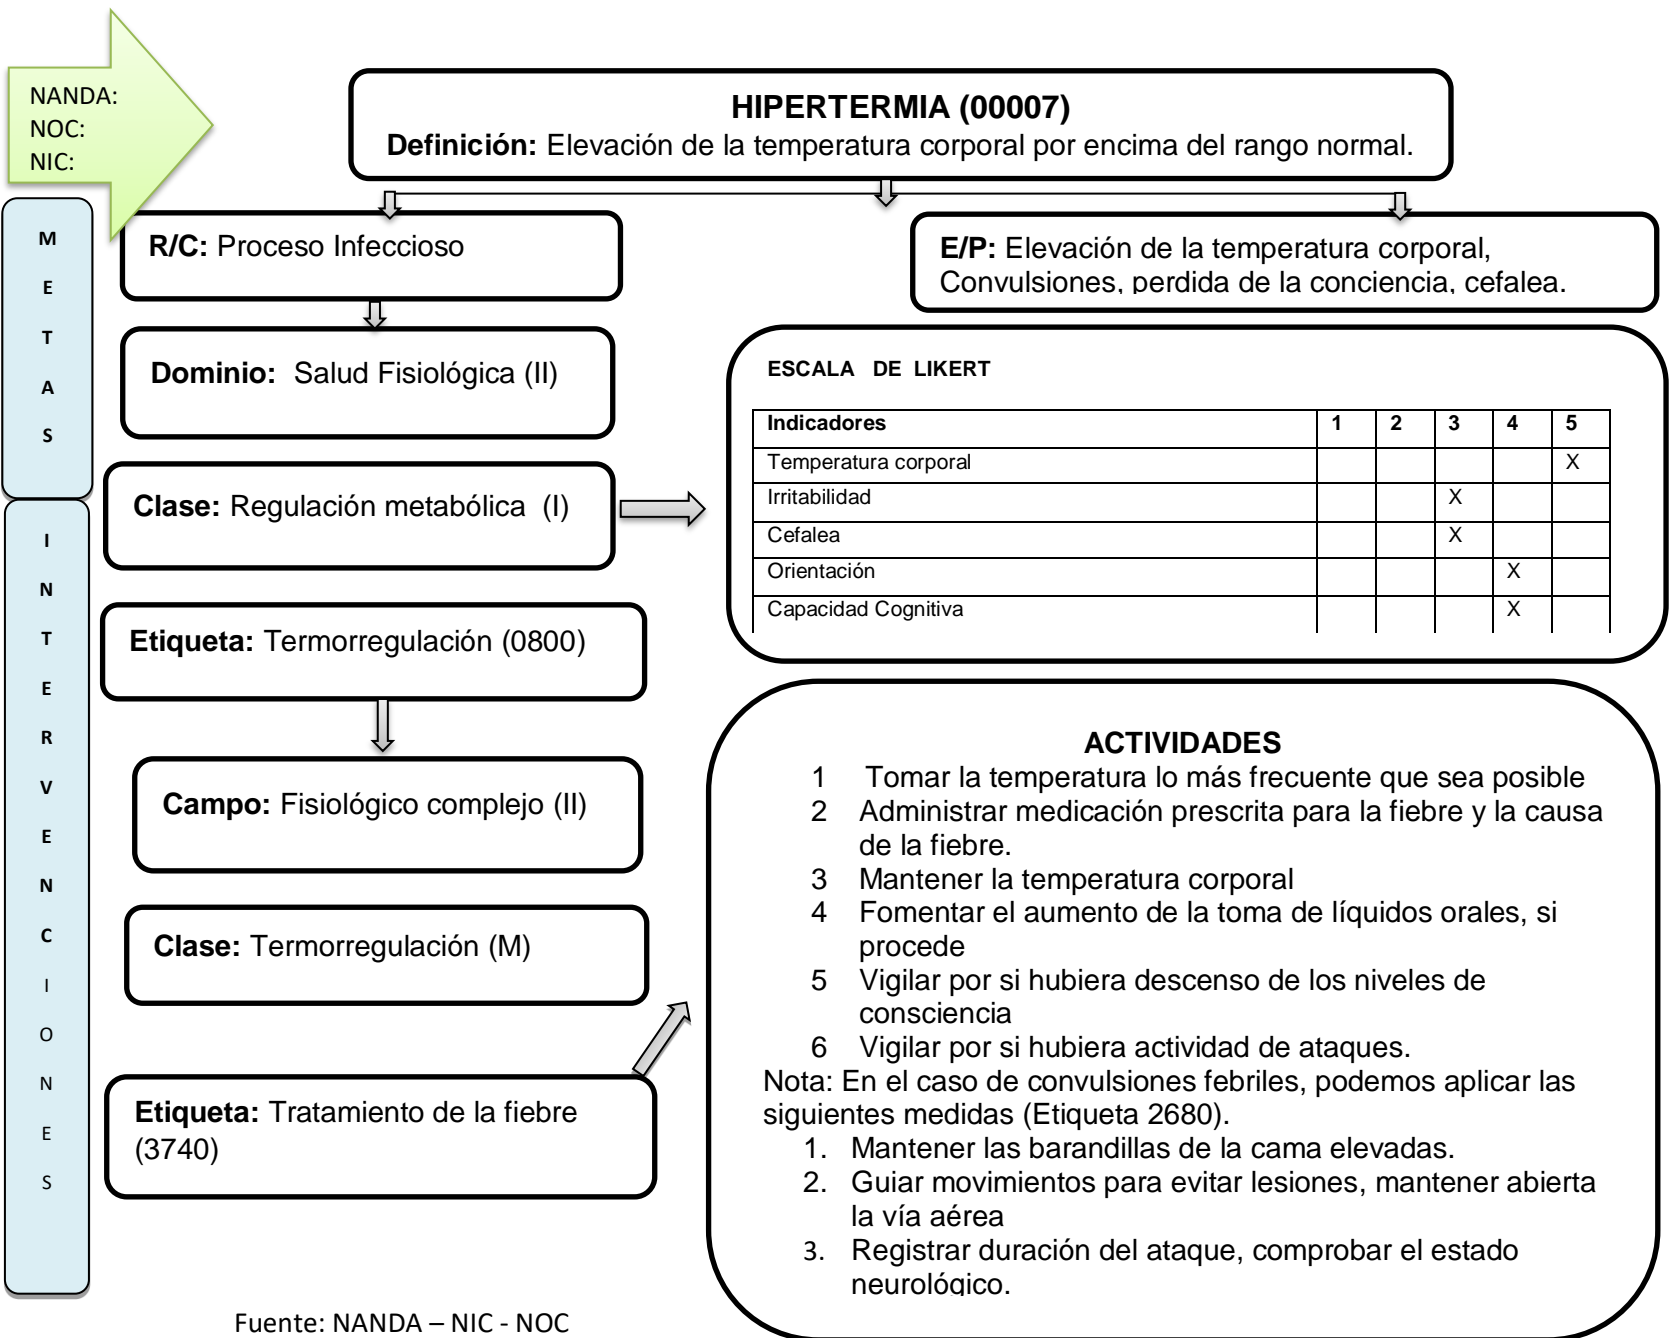 NANDA:
NOC:
NIC:
HIPERTERMIA (00007)
Definición: Elevación de la temperatura corporal por encima del rango normal.
M
E
T
A
S
R/C: Proceso Infeccioso
E/P: Elevación de la temperatura corporal,
Convulsiones, perdida de la conciencia, cefalea.
Dominio: Salud Fisiológica (II)
Clase: Regulación metabólica (I)
ESCALA DE LIKERT
Indicadores 1 2 3 4 5
Temperatura corporal X
Irritabilidad X
Cefalea X
Orientación X
Capacidad Cognitiva X
I
N
T
E
R
V
E
N
C
I
O
N
E
S
Etiqueta: Termorregulación (0800)
Campo: Fisiológico complejo (II)
Clase: Termorregulación (M)
Etiqueta: Tratamiento de la fiebre
(3740)
ACTIVIDADES
1 Tomar la temperatura lo más frecuente que sea posible
2 Administrar medicación prescrita para la fiebre y la causa
de la fiebre.
3 Mantener la temperatura corporal
4 Fomentar el aumento de la toma de líquidos orales, si
procede
5 Vigilar por si hubiera descenso de los niveles de
consciencia
6 Vigilar por si hubiera actividad de ataques.
Nota: En el caso de convulsiones febriles, podemos aplicar las
siguientes medidas (Etiqueta 2680).
1. Mantener las barandillas de la cama elevadas.
2. Guiar movimientos para evitar lesiones, mantener abierta
la vía aérea
3. Registrar duración del ataque, comprobar el estado
neurológico.
Fuente: NANDA – NIC - NOC